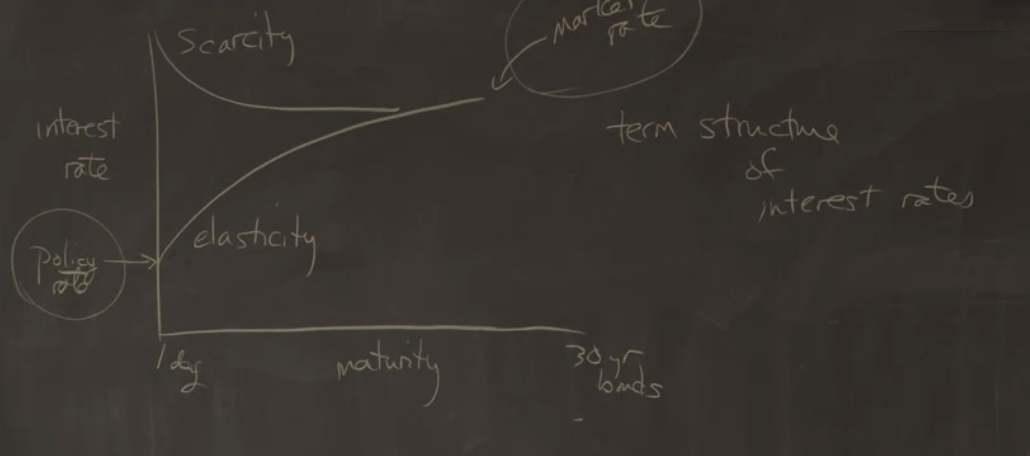 Scarcity
market
rate
interest
rate
term structure
of
interest rates
elasticity
policy
rate
1 day
maturity
30 yr
bonds